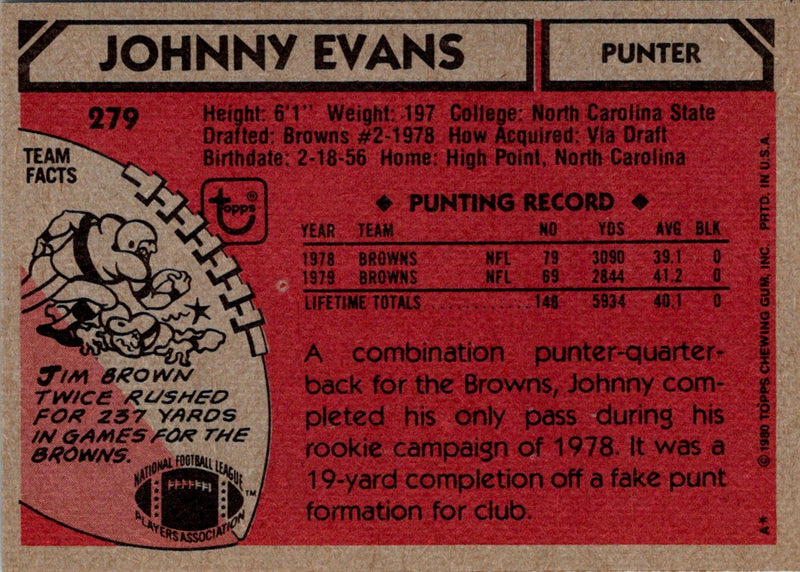 JOHNNY EVANS
PUNTER
279
Height: 6'1" Weight: 197 College: North Carolina State
Drafted: Browns #2-1978 How Acquired: Via Draft
Birthdate: 2-18-56 Home: High Point, North Carolina
TEAM
FACTS
topps®
JIM BROWN
TWICE RUSHED
FOR 237 YARDS
IN GAMES FOR THE
BROWNS.
NATIONAL FOOTBALL LEAGUE
PLAYERS ASSOCIATION™
◆ PUNTING RECORD ◆
YEAR TEAM NO YDS AVG BLK
1978 BROWNS NFL 79 3090 39.1 0
1979 BROWNS NFL 69 2844 41.2 0
LIFETIME TOTALS 148 5934 40.1 0
A combination punter-quarter-
back for the Browns, Johnny com-
pleted his only pass during his
rookie campaign of 1978. It was a
19-yard completion off a fake punt
formation for club.
A* © 1980 TOPPS CHEWING GUM, INC. PRTD. IN U.S.A.